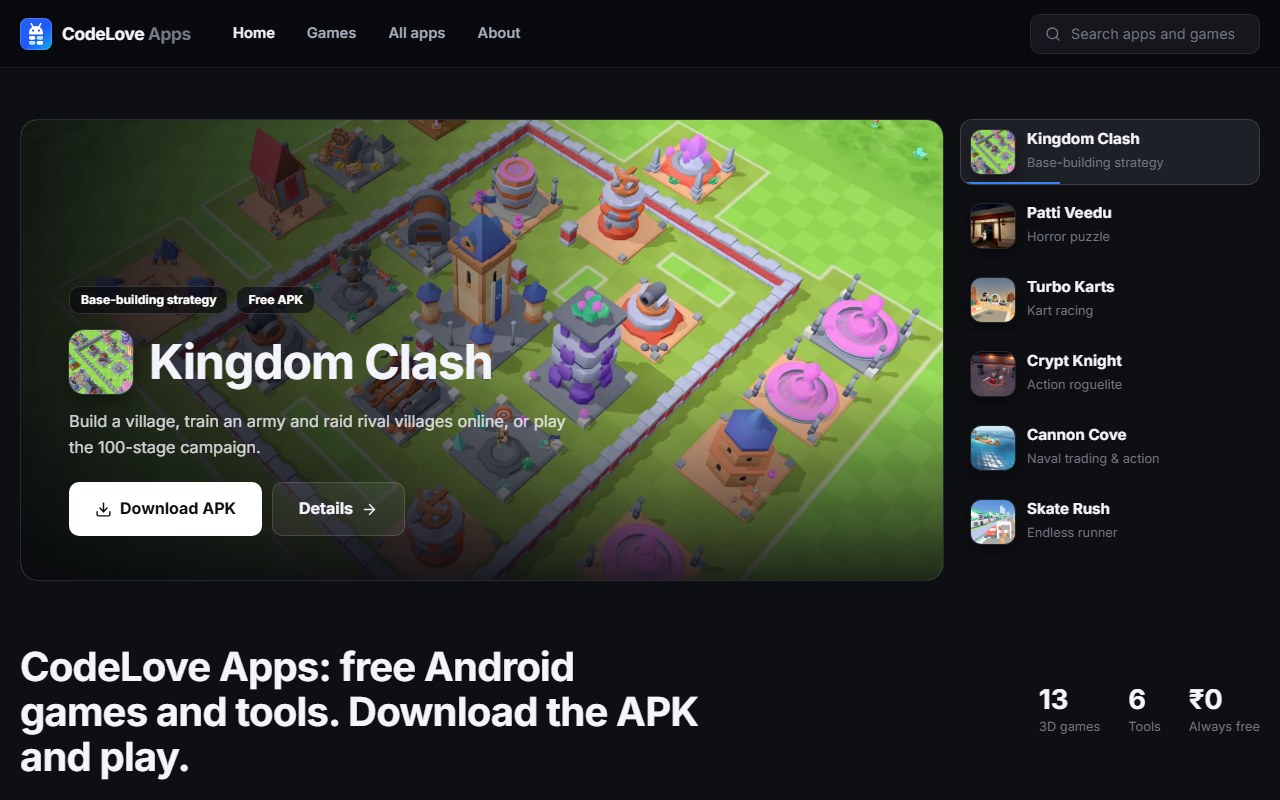 CodeLove Apps
Home
Games
All apps
About
Search apps and games
Base-building strategy
Free APK
Kingdom Clash
Build a village, train an army and raid rival villages online, or play
the 100-stage campaign.
Download APK
Details
Kingdom Clash
Base-building strategy
Patti Veedu
Horror puzzle
Turbo Karts
Kart racing
Crypt Knight
Action roguelite
Cannon Cove
Naval trading & action
Skate Rush
Endless runner
CodeLove Apps: free Android
games and tools. Download the APK
and play.
13
3D games
6
Tools
₹0
Always free